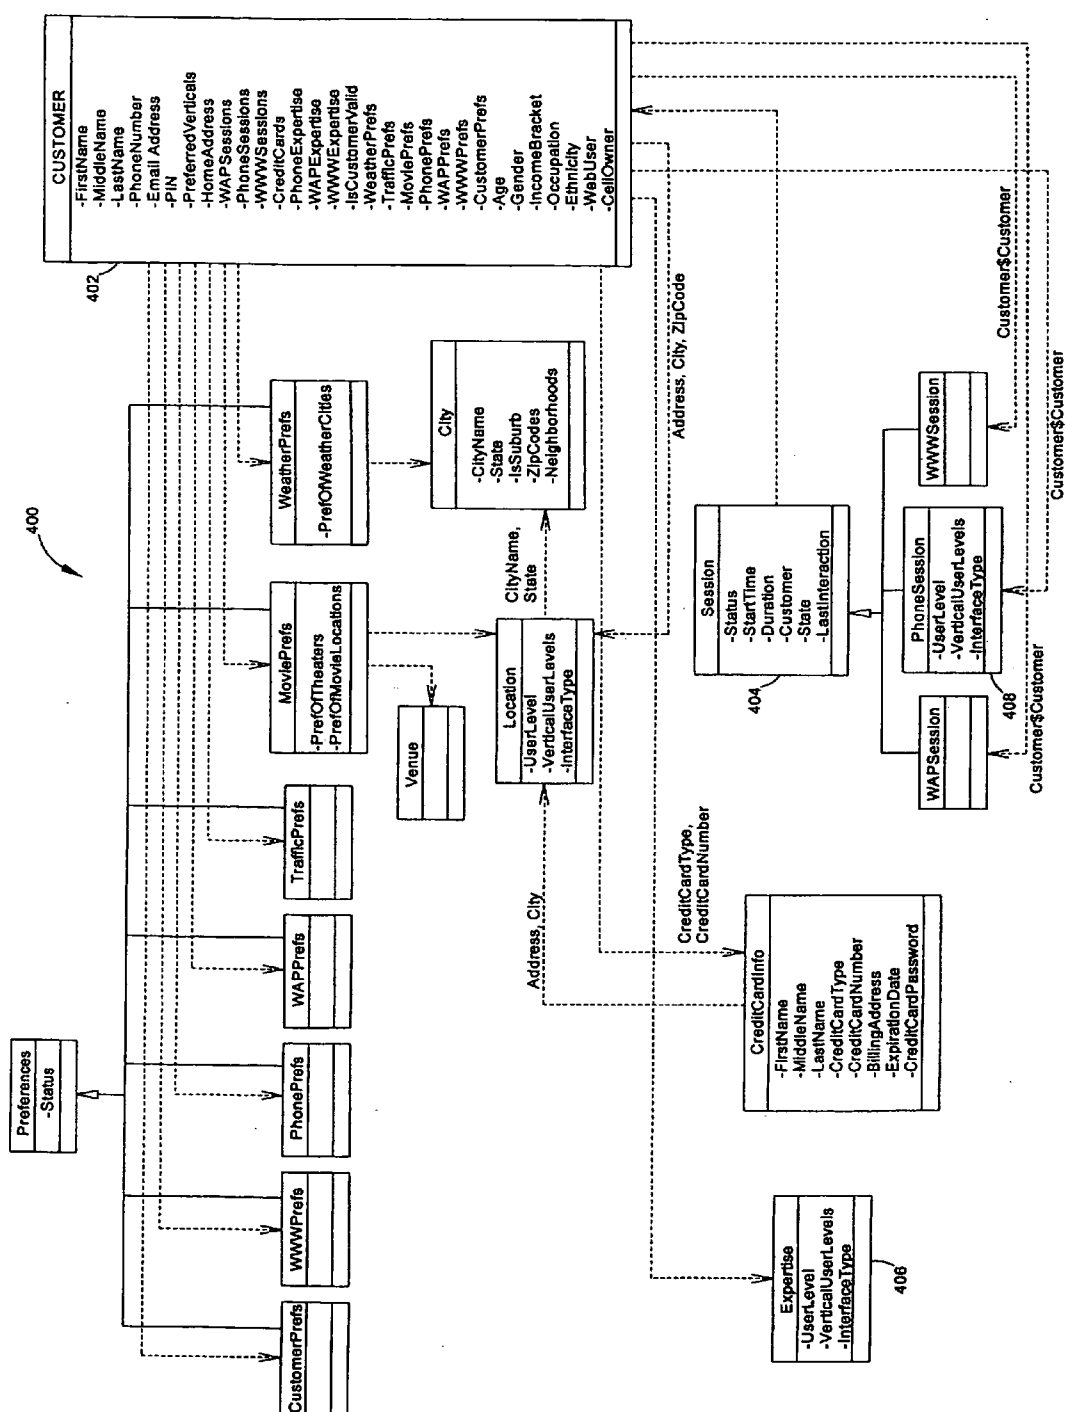 400
Preferences
-Status
CustomerPrefs
WWWPrefs
PhonePrefs
WAPPrefs
TrafficPrefs
MoviePrefs
-PrefOfTheaters
-PrefOfMovieLocations
WeatherPrefs
-PrefOfWeatherCities
CUSTOMER
-FirstName
-MiddleName
-LastName
-PhoneNumber
-Email Address
-PIN
-PreferredVerticals
-HomeAddress
-WAPSessions
-PhoneSessions
-WWWSessions
-CreditCards
-PhoneExpertise
-WAPExpertise
-WWWExpertise
-IsCustomerValid
-WeatherPrefs
-TrafficPrefs
-MoviePrefs
-PhonePrefs
-WAPPrefs
-WWWPrefs
-CustomerPrefs
-Age
-Gender
-IncomeBracket
-Occupation
-Ethnicity
-WebUser
-CellOwner
402
Venue
City
-CityName
-State
-IsSuburb
-ZipCodes
-Neighborhoods
CityName,
State
Location
-UserLevel
-VerticalUserLevels
-InterfaceType
Address, City
Address, City, ZipCode
CreditCardType,
CreditCardNumber
Expertise
-UserLevel
-VerticalUserLevels
-InterfaceType
406
CreditCardInfo
-FirstName
-MiddleName
-LastName
-CreditCardType
-CreditCardNumber
-BillingAddress
-ExpirationDate
-CreditCardPassword
Session
-Status
-StartTime
-Duration
-Customer
-State
-LastInteraction
404
WAPSession
PhoneSession
-UserLevel
-VerticalUserLevels
-InterfaceType
408
WWWSession
Customer$Customer
Customer$Customer
Customer$Customer